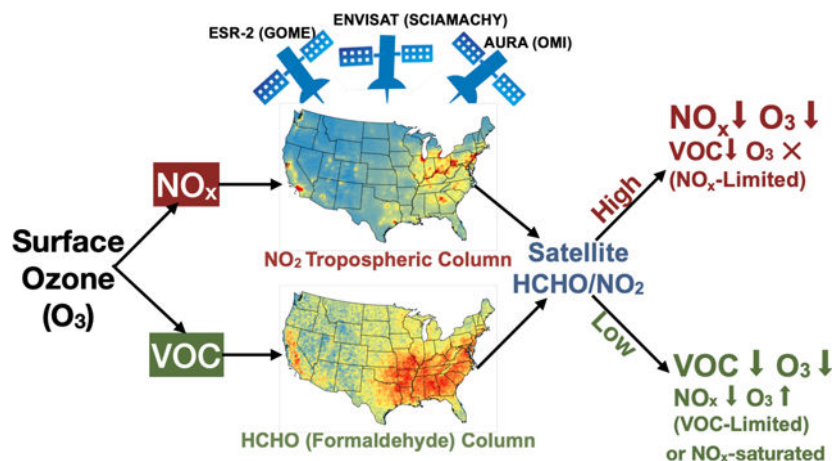 ENVISAT (SCIAMACHY)
ESR-2 (GOME)
AURA (OMI)
NOₓ
Surface
Ozone
(O₃)
VOC
NO₂ Tropospheric Column
HCHO (Formaldehyde) Column
Satellite
HCHO/NO₂
High
Low
NOₓ ↓ O₃ ↓
VOC↓ O₃ ×
(NOₓ-Limited)
VOC ↓ O₃ ↓
NOₓ ↓ O₃ ↑
(VOC-Limited)
or NOₓ-saturated